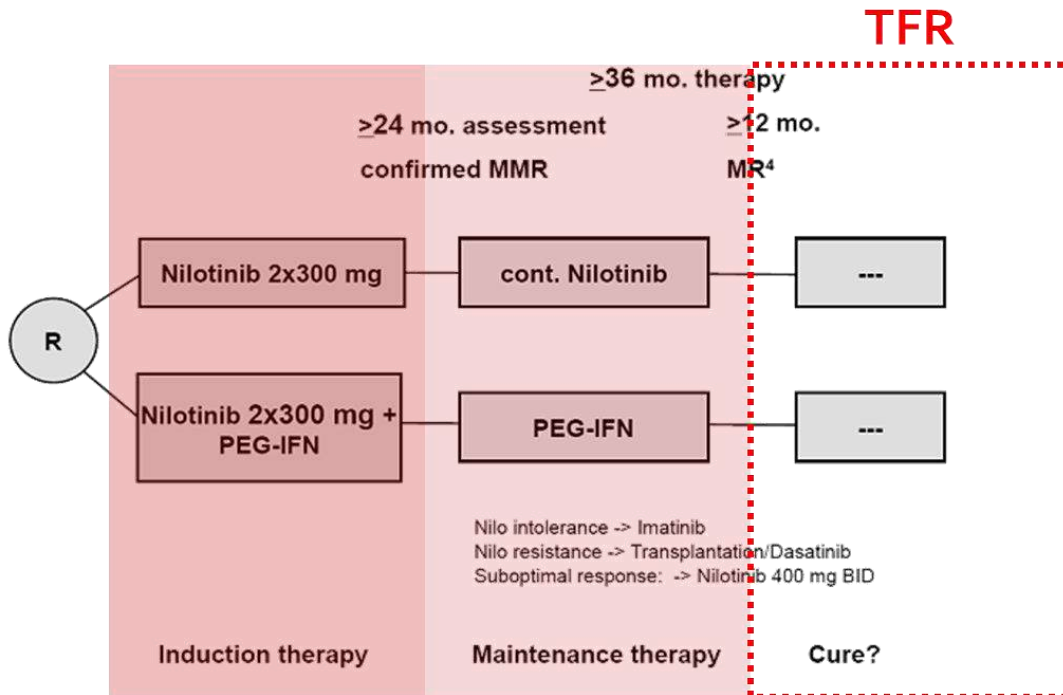 TFR
≥36 mo. therapy
≥24 mo. assessment
≥12 mo.
confirmed MMR
MR⁴
Nilotinib 2x300 mg
cont. Nilotinib
---
R
Nilotinib 2x300 mg +
PEG-IFN
PEG-IFN
---
Nilo intolerance -> Imatinib
Nilo resistance -> Transplantation/Dasatinib
Suboptimal response: -> Nilotinib 400 mg BID
Induction therapy
Maintenance therapy
Cure?